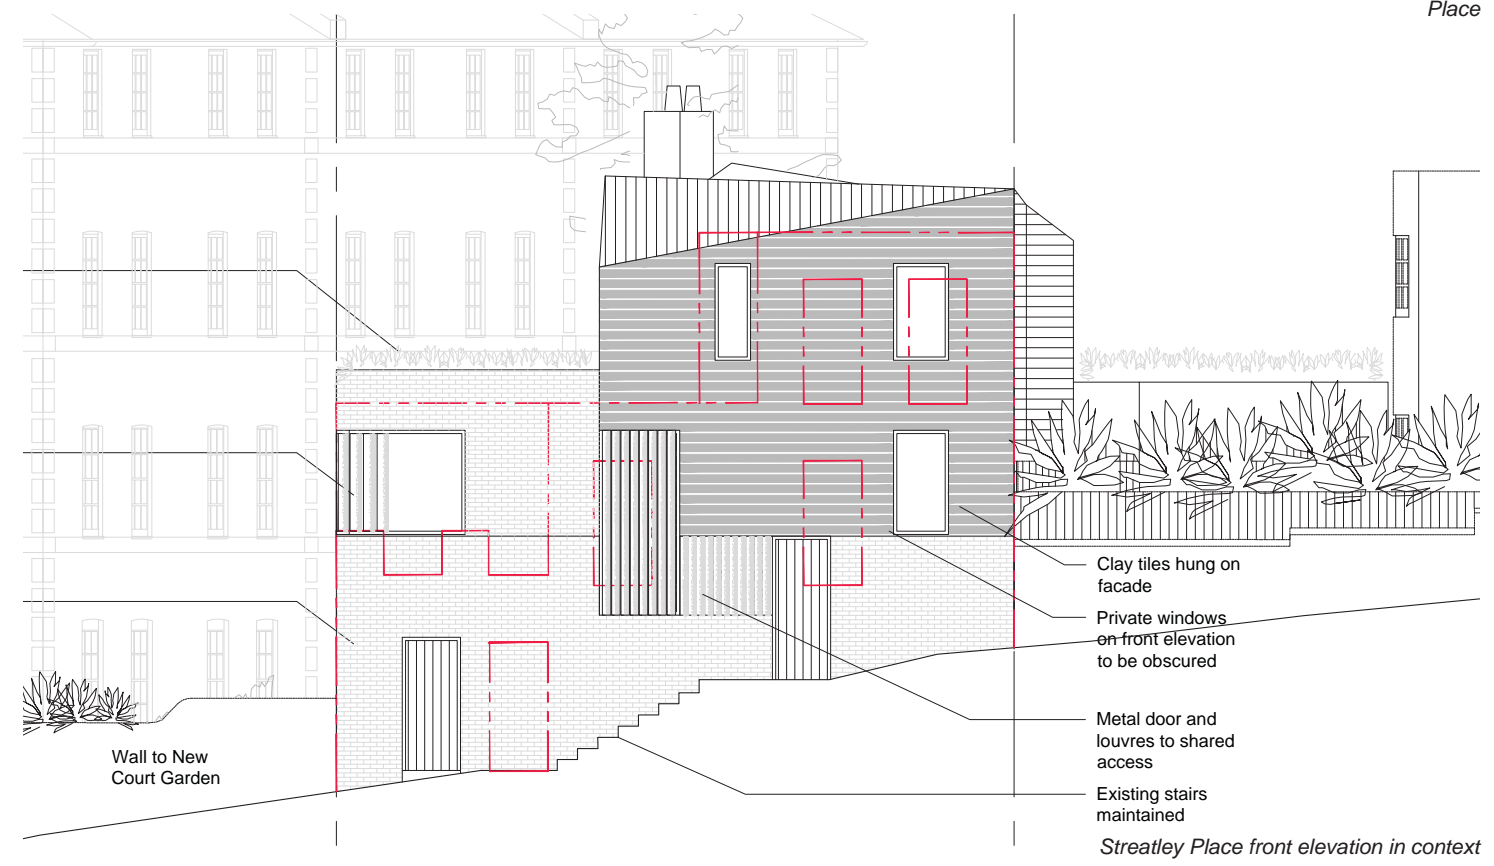 Place
Clay tiles hung on
facade
Private windows
on front elevation
to be obscured
Metal door and
louvres to shared
access
Wall to New
Court Garden
Existing stairs
maintained
Streatley Place front elevation in context